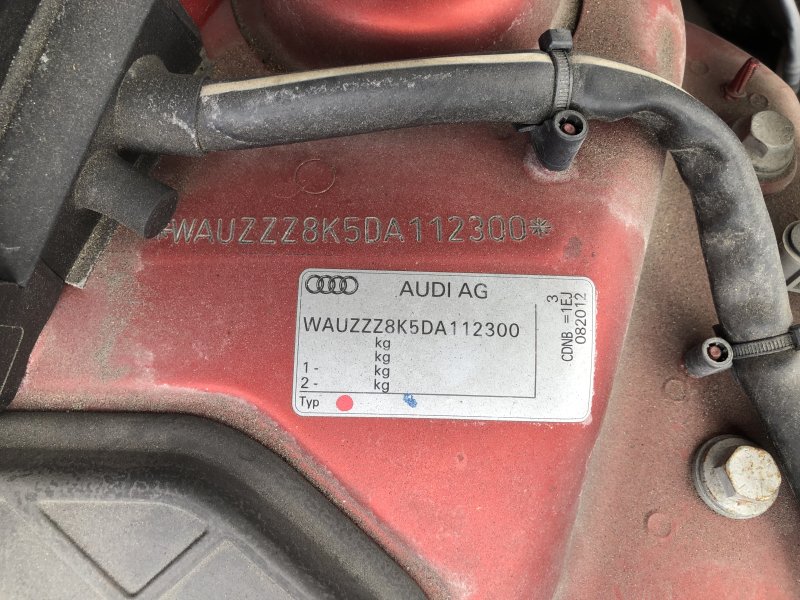 *WAUZZZ8K5DA112300*
AUDI AG
WAUZZZ8K5DA112300
kg
kg
1 - kg
2 - kg
Typ
3
CDNB =1EJ
082012